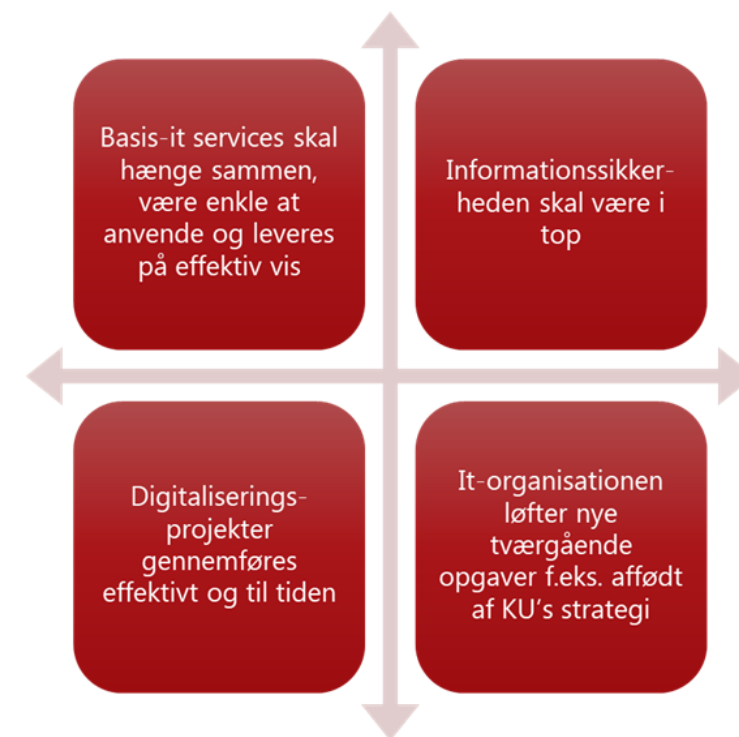 Basis-it services skal
hænge sammen,
være enkle at
anvende og leveres
på effektiv vis
Informationssikker-
heden skal være i
top
Digitaliserings-
projekter
gennemføres
effektivt og til tiden
It-organisationen
løfter nye
tværgående
opgaver f.eks. affødt
af KU's strategi